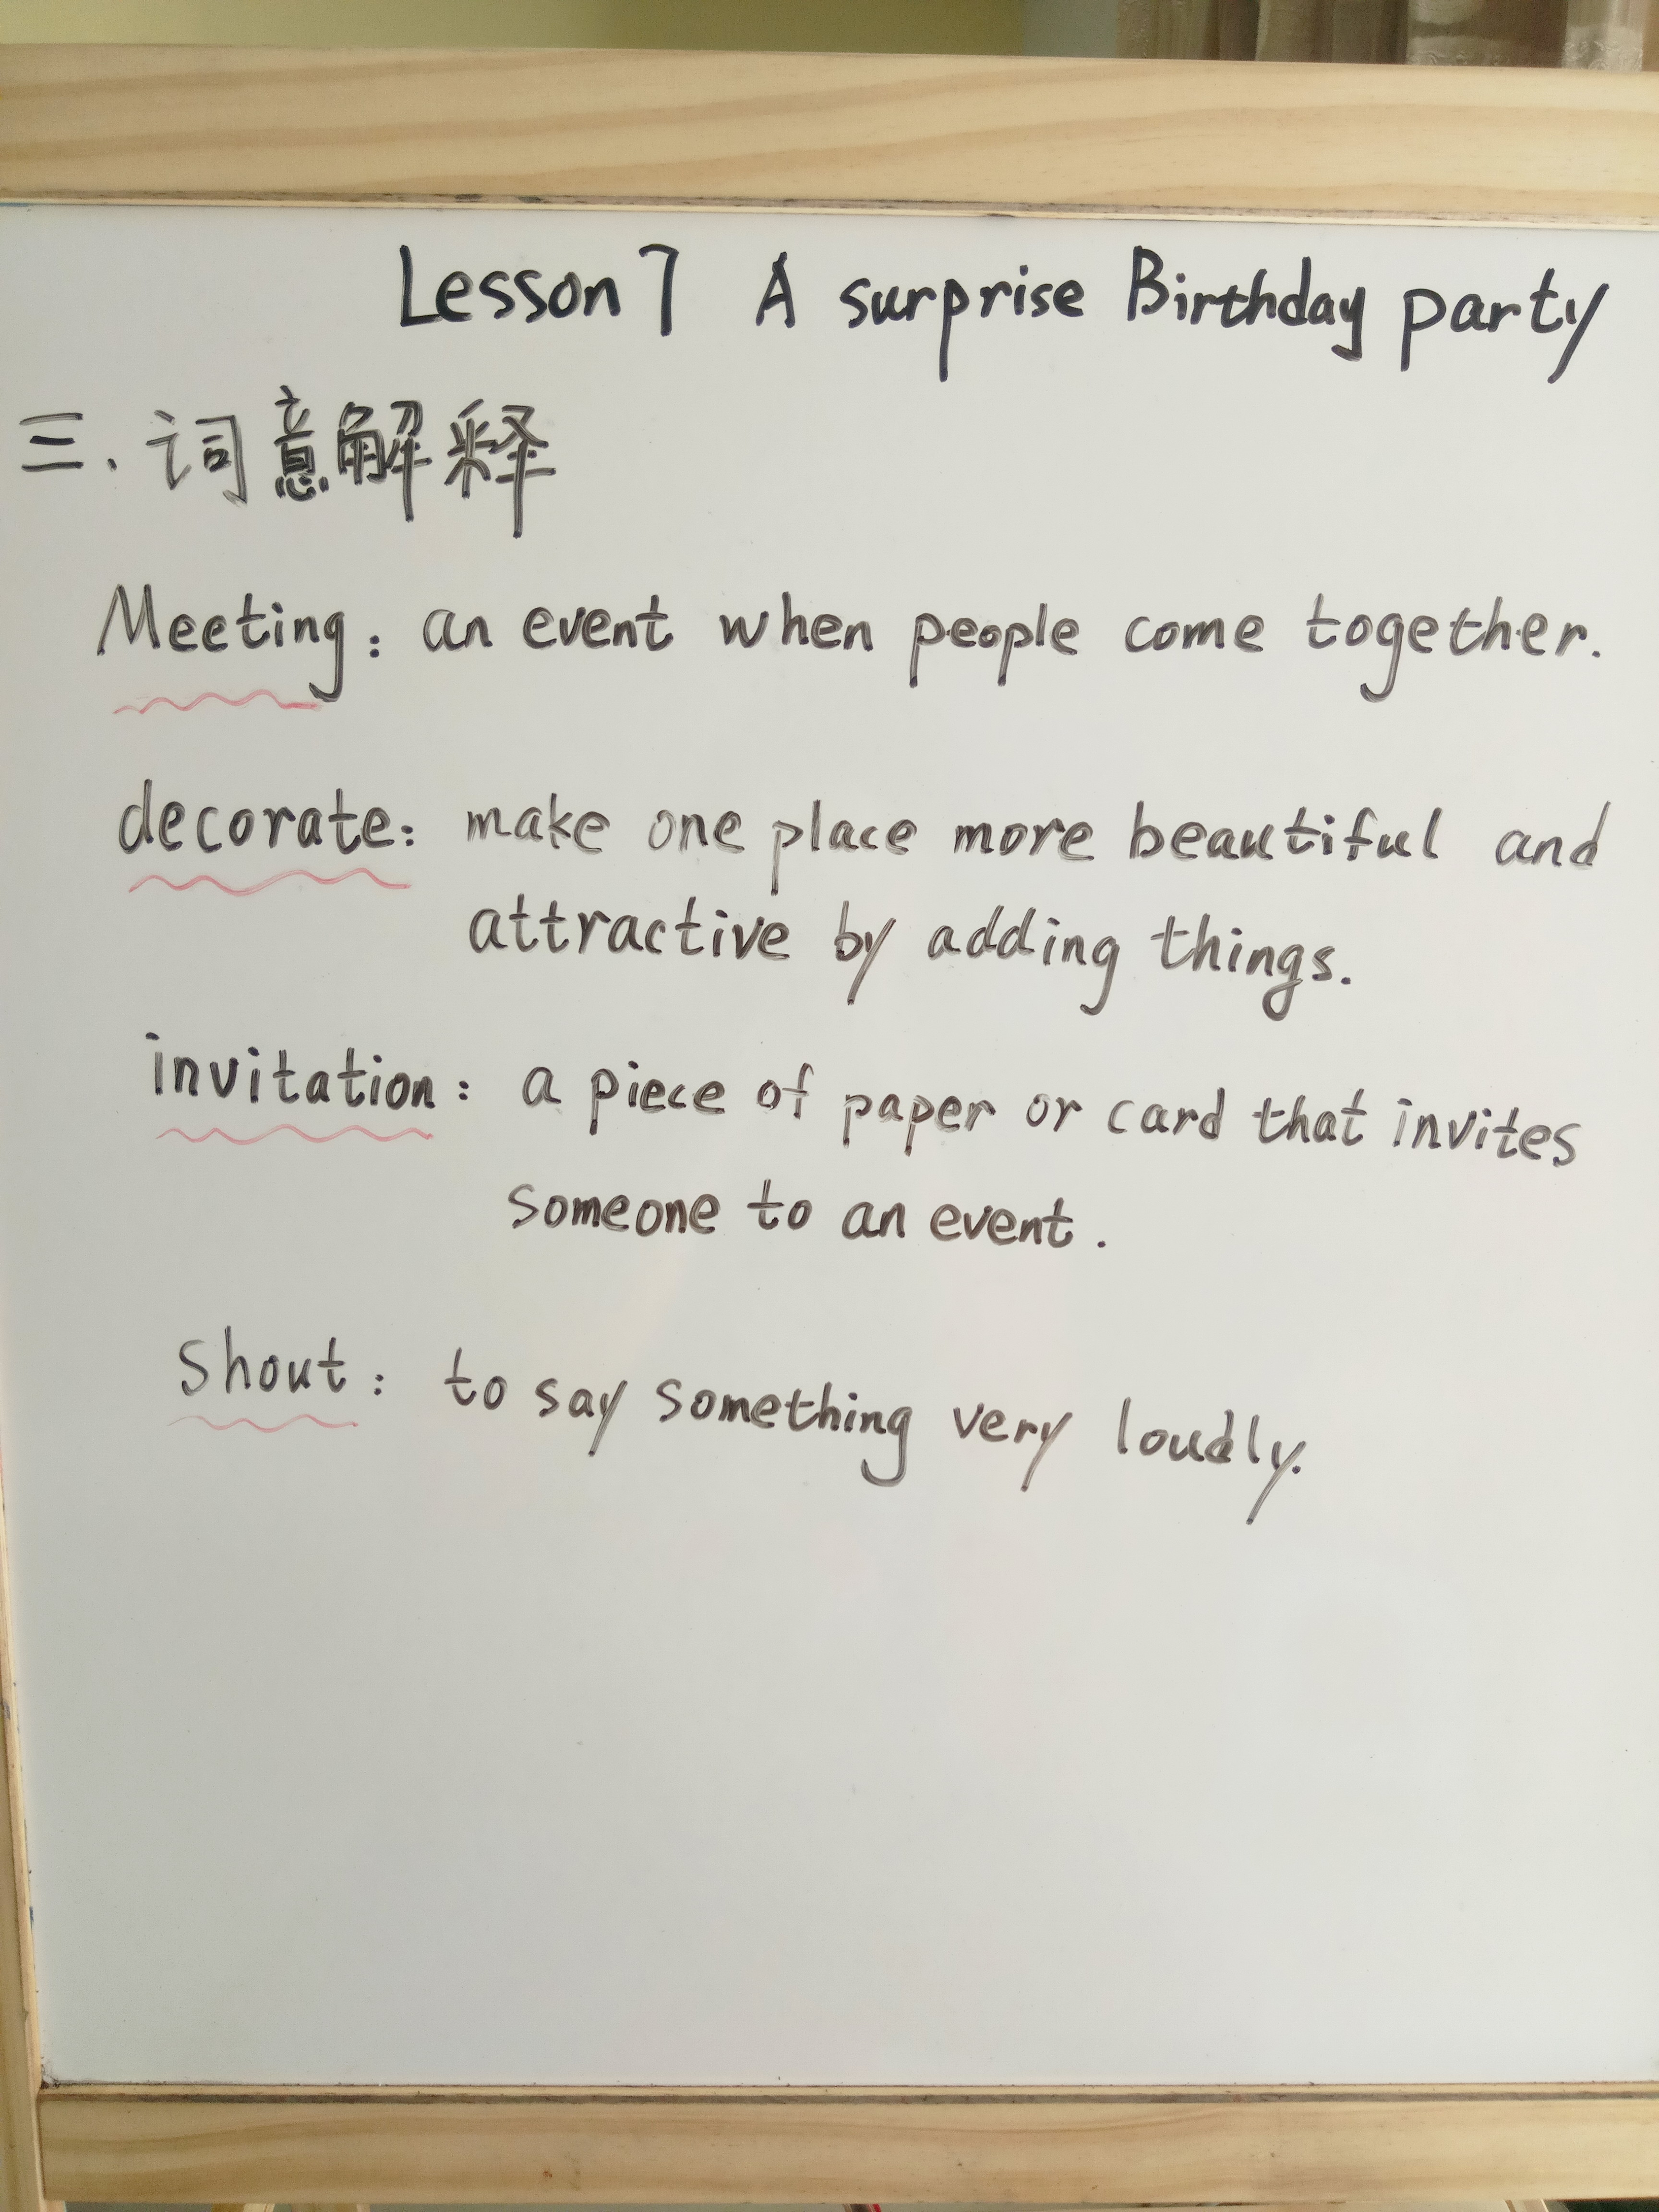 Lesson 7 A surprise Birthday party
三.词意解释
Meeting: an event when people come together.
decorate: make one place more beautiful and
attractive by adding things.
invitation: a piece of paper or card that invites
someone to an event.
shout: to say something very loudly.